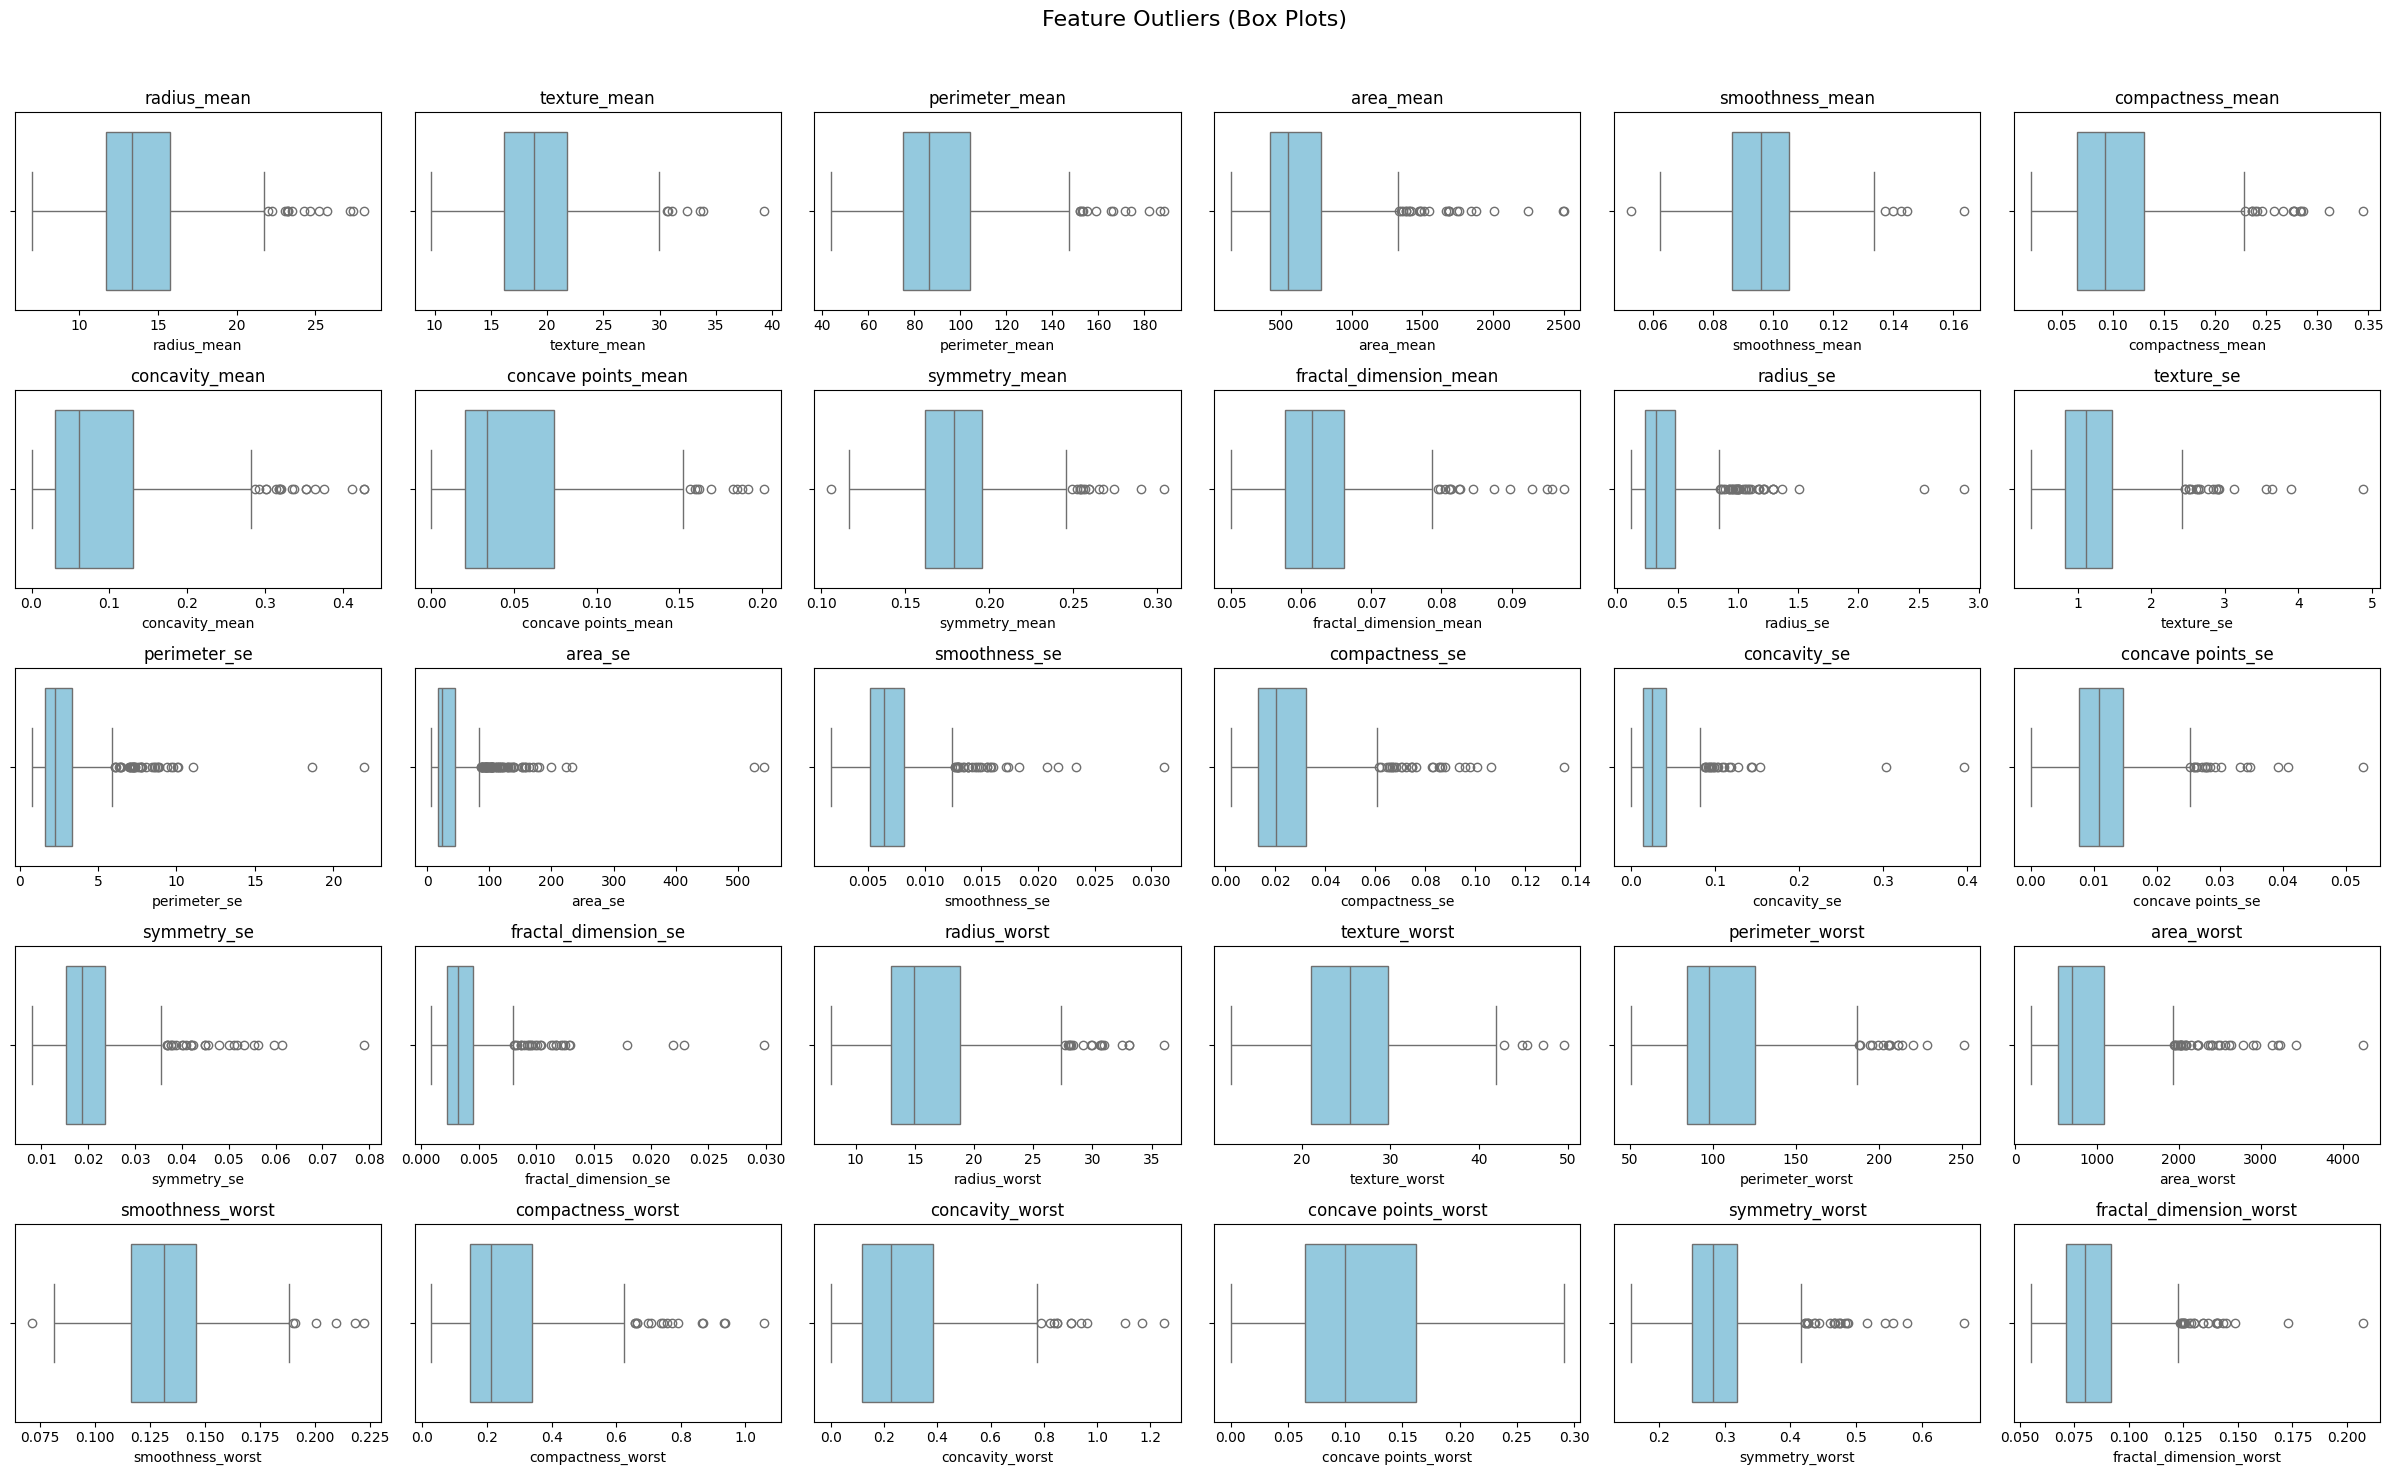 Feature Outliers (Box Plots)
radius_mean
10 15 20 25
radius_mean
texture_mean
10 15 20 25 30 35 40
texture_mean
perimeter_mean
40 60 80 100 120 140 160 180
perimeter_mean
area_mean
500 1000 1500 2000 2500
area_mean
smoothness_mean
0.06 0.08 0.10 0.12 0.14 0.16
smoothness_mean
compactness_mean
0.05 0.10 0.15 0.20 0.25 0.30 0.35
compactness_mean
concavity_mean
0.0 0.1 0.2 0.3 0.4
concavity_mean
concave points_mean
0.00 0.05 0.10 0.15 0.20
concave points_mean
symmetry_mean
0.10 0.15 0.20 0.25 0.30
symmetry_mean
fractal_dimension_mean
0.05 0.06 0.07 0.08 0.09
fractal_dimension_mean
radius_se
0.0 0.5 1.0 1.5 2.0 2.5 3.0
radius_se
texture_se
1 2 3 4 5
texture_se
perimeter_se
0 5 10 15 20
perimeter_se
area_se
0 100 200 300 400 500
area_se
smoothness_se
0.005 0.010 0.015 0.020 0.025 0.030
smoothness_se
compactness_se
0.00 0.02 0.04 0.06 0.08 0.10 0.12 0.14
compactness_se
concavity_se
0.0 0.1 0.2 0.3 0.4
concavity_se
concave points_se
0.00 0.01 0.02 0.03 0.04 0.05
concave points_se
symmetry_se
0.01 0.02 0.03 0.04 0.05 0.06 0.07 0.08
symmetry_se
fractal_dimension_se
0.000 0.005 0.010 0.015 0.020 0.025 0.030
fractal_dimension_se
radius_worst
10 15 20 25 30 35
radius_worst
texture_worst
20 30 40 50
texture_worst
perimeter_worst
50 100 150 200 250
perimeter_worst
area_worst
0 1000 2000 3000 4000
area_worst
smoothness_worst
0.075 0.100 0.125 0.150 0.175 0.200 0.225
smoothness_worst
compactness_worst
0.0 0.2 0.4 0.6 0.8 1.0
compactness_worst
concavity_worst
0.0 0.2 0.4 0.6 0.8 1.0 1.2
concavity_worst
concave points_worst
0.00 0.05 0.10 0.15 0.20 0.25 0.30
concave points_worst
symmetry_worst
0.2 0.3 0.4 0.5 0.6
symmetry_worst
fractal_dimension_worst
0.050 0.075 0.100 0.125 0.150 0.175 0.200
fractal_dimension_worst